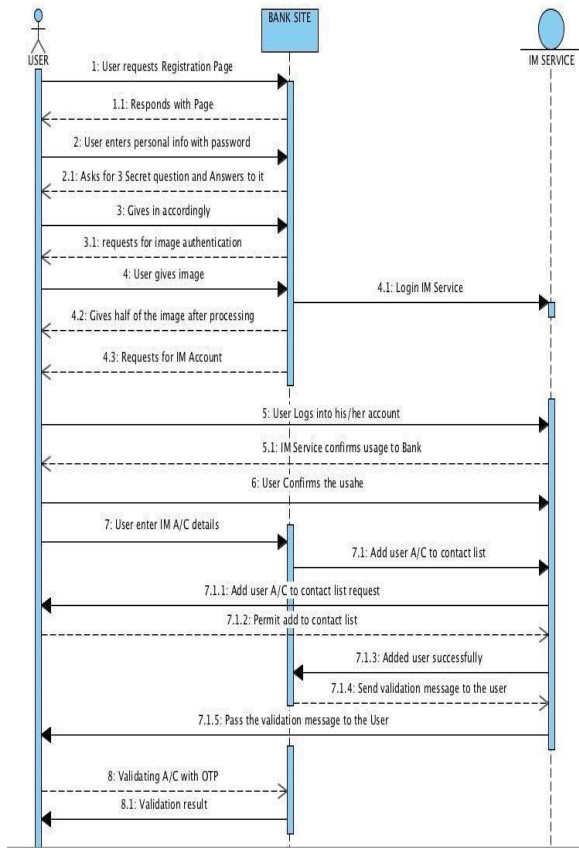 BANK SITE
USER
IM SERVICE
1: User requests Registration Page
1.1: Responds with Page
2: User enters personal info with password
2.1: Asks for 3 Secret question and Answers to it
3: Gives in accordingly
3.1: requests for image authentication
4: User gives image
4.1: Login IM Service
4.2: Gives half of the image after processing
4.3: Requests for IM Account
5: User Logs into his/her account
5.1: IM Service confirms usage to Bank
6: User Confirms the usahe
7: User enter IM A/C details
7.1: Add user A/C to contact list
7.1.1: Add user A/C to contact list request
7.1.2: Permit add to contact list
7.1.3: Added user successfully
7.1.4: Send validation message to the user
7.1.5: Pass the validation message to the User
8: Validating A/C with OTP
8.1: Validation result